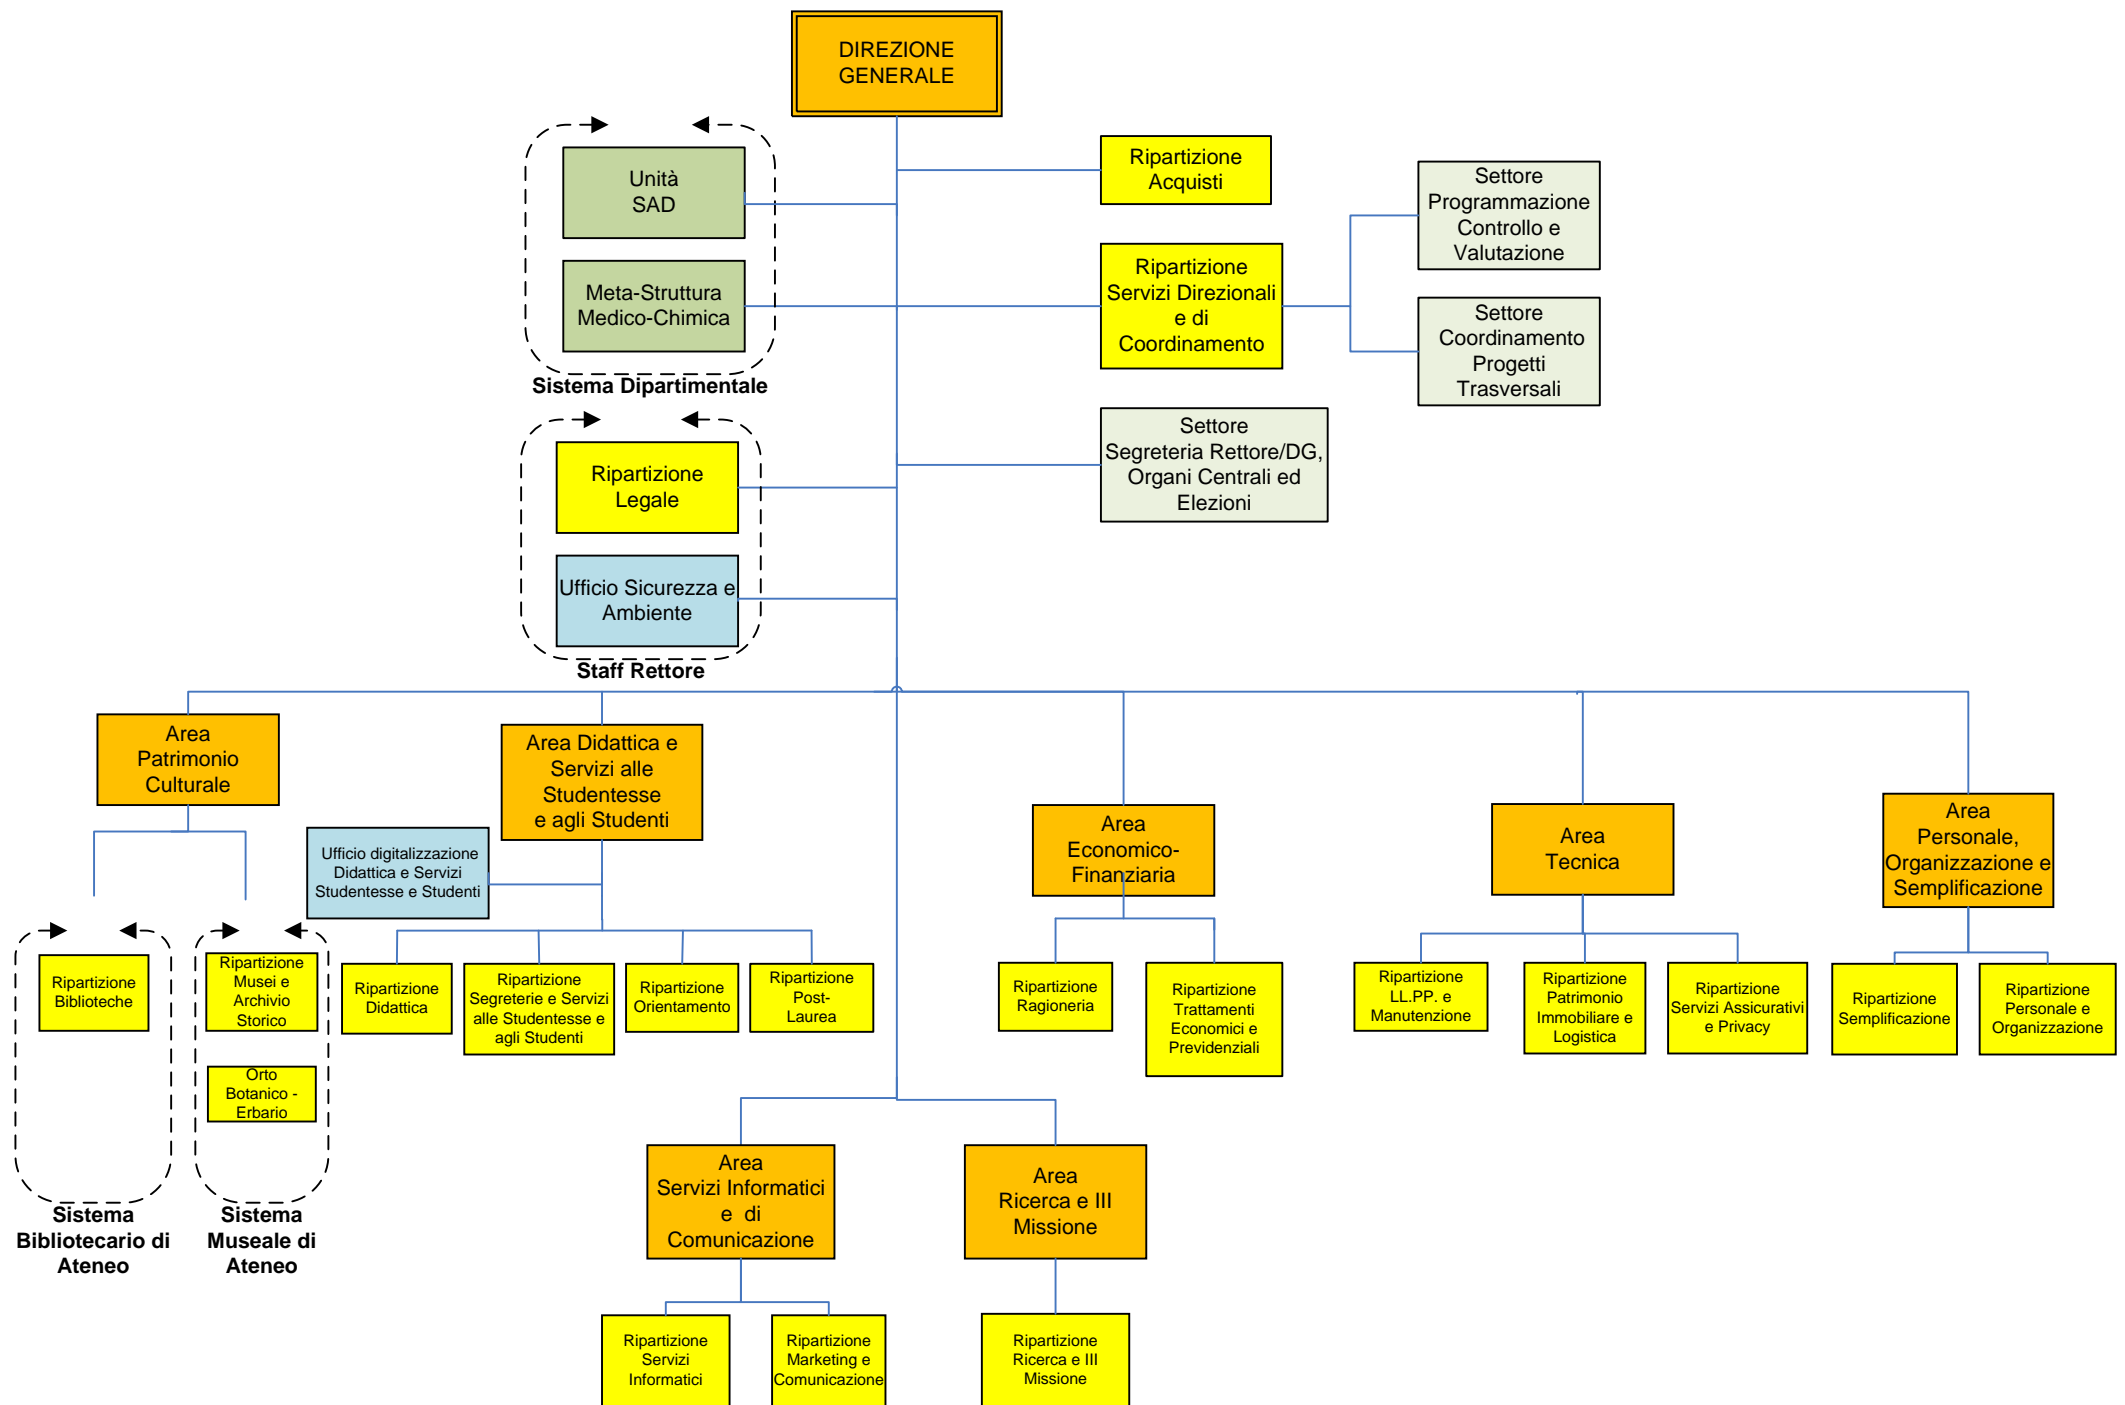 DIREZIONE
GENERALE
Unità
SAD
Meta-Struttura
Medico-Chimica
Sistema Dipartimentale
Ripartizione
Acquisti
Ripartizione
Servizi Direzionali
e di
Coordinamento
Settore
Programmazione
Controllo e
Valutazione
Settore
Coordinamento
Progetti
Trasversali
Settore
Segreteria Rettore/DG,
Organi Centrali ed
Elezioni
Ripartizione
Legale
Ufficio Sicurezza e
Ambiente
Staff Rettore
Area
Patrimonio
Culturale
Area Didattica e
Servizi alle
Studentesse
e agli Studenti
Ufficio digitalizzazione
Didattica e Servizi
Studentesse e Studenti
Area
Economico-
Finanziaria
Area
Tecnica
Area
Personale,
Organizzazione e
Semplificazione
Ripartizione
Biblioteche
Ripartizione
Musei e
Archivio
Storico
Orto
Botanico -
Erbario
Sistema
Bibliotecario di
Ateneo
Sistema
Museale di
Ateneo
Ripartizione
Didattica
Ripartizione
Segreterie e Servizi
alle Studentesse e
agli Studenti
Ripartizione
Orientamento
Ripartizione
Post-
Laurea
Ripartizione
Ragioneria
Ripartizione
Trattamenti
Economici e
Previdenziali
Ripartizione
LL.PP. e
Manutenzione
Ripartizione
Patrimonio
Immobiliare e
Logistica
Ripartizione
Servizi Assicurativi
e Privacy
Ripartizione
Semplificazione
Ripartizione
Personale e
Organizzazione
Area
Servizi Informatici
e di
Comunicazione
Area
Ricerca e III
Missione
Ripartizione
Servizi
Informatici
Ripartizione
Marketing e
Comunicazione
Ripartizione
Ricerca e III
Missione